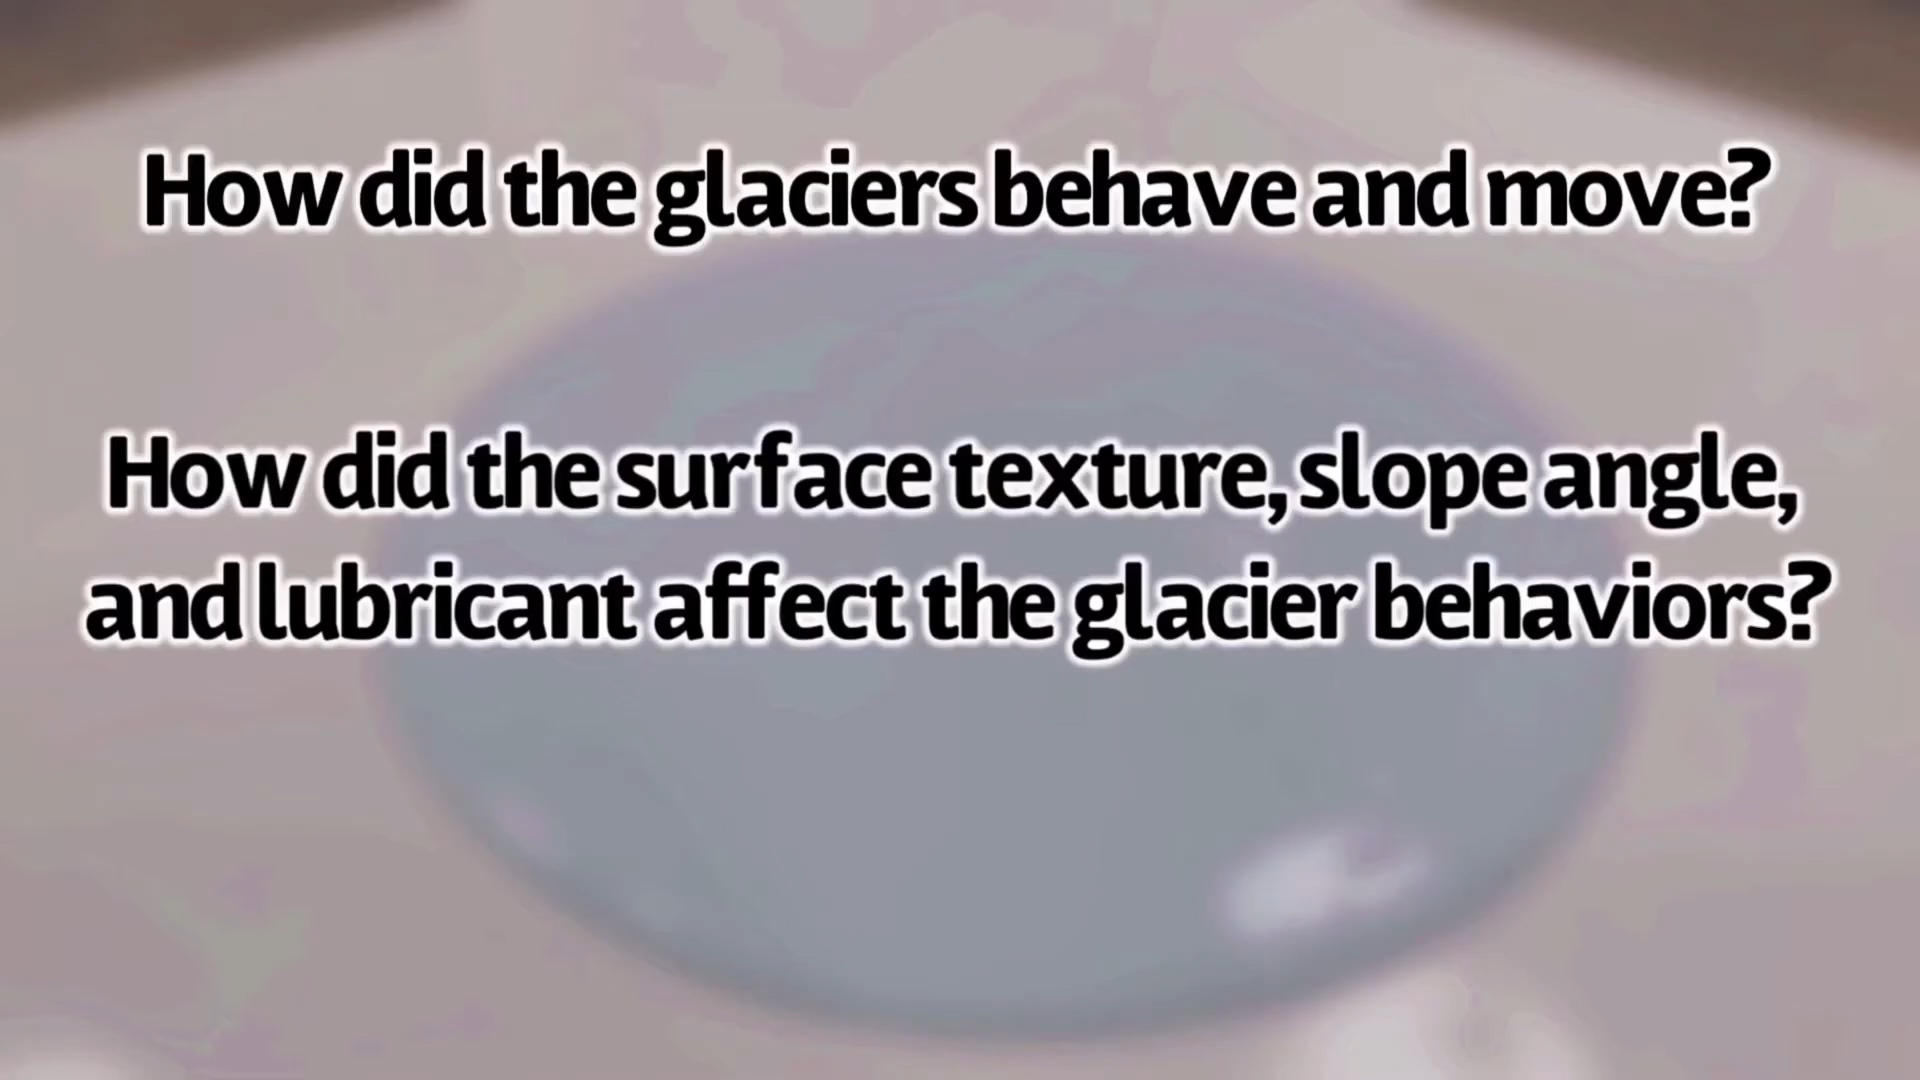 How did the glaciers behave and move?
How did the surface texture, slope angle,
and lubricant affect the glacier behaviors?